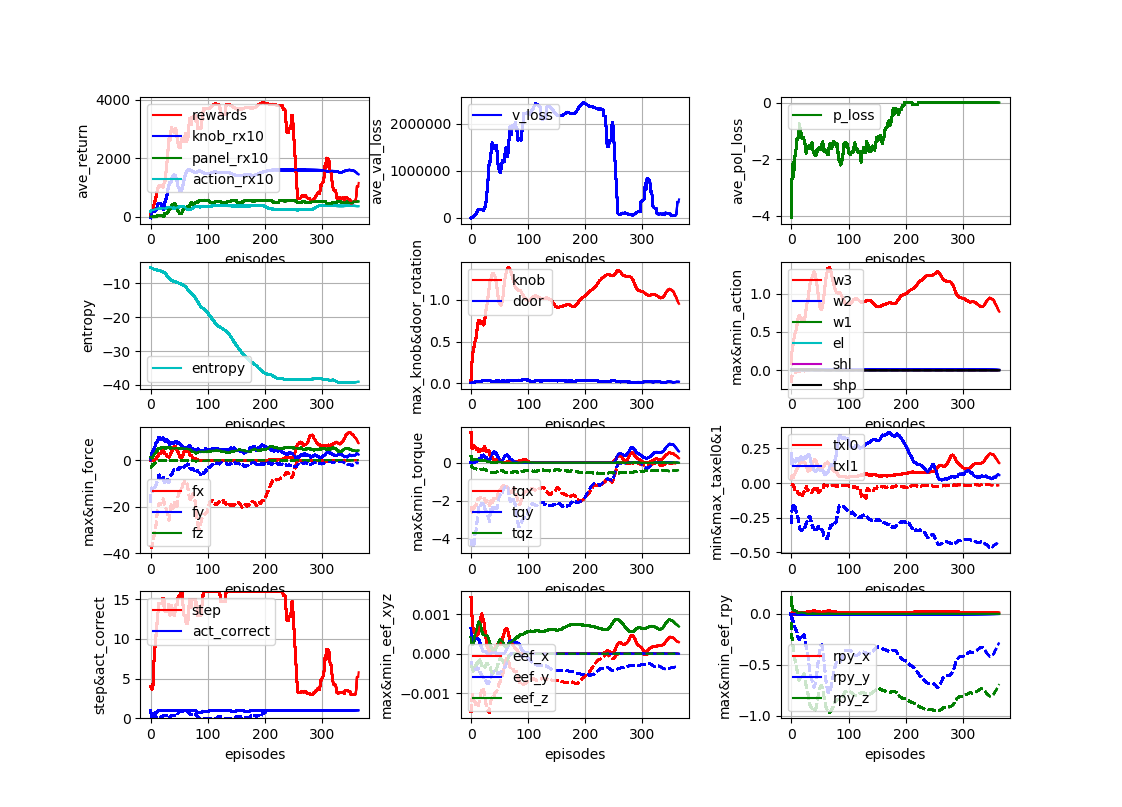 ave_return
4000
2000
0
rewards
knob_rx10
panel_rx10
action_rx10
0 100 200 300
episodes
ave_val_loss
2000000
1000000
0
v_loss
0 100 200 300
episodes
ave_pol_loss
0
−2
−4
p_loss
0 100 200 300
episodes
entropy
−10
−20
−30
−40
entropy
0 100 200 300
episodes
max_knob&door_rotation
1.0
0.5
0.0
knob
door
0 100 200 300
episodes
max&min_action
1.0
0.5
0.0
w3
w2
w1
el
shl
shp
0 100 200 300
episodes
max&min_force
0
−20
−40
fx
fy
fz
0 100 200 300
episodes
max&min_torque
0
−2
−4
tqx
tqy
tqz
0 100 200 300
episodes
min&max_taxel0&1
0.25
0.00
−0.25
−0.50
txl0
txl1
0 100 200 300
episodes
step&act_correct
15
10
5
0
step
act_correct
0 100 200 300
episodes
max&min_eef_xyz
0.001
0.000
−0.001
eef_x
eef_y
eef_z
0 100 200 300
episodes
max&min_eef_rpy
0.0
−0.5
−1.0
rpy_x
rpy_y
rpy_z
0 100 200 300
episodes